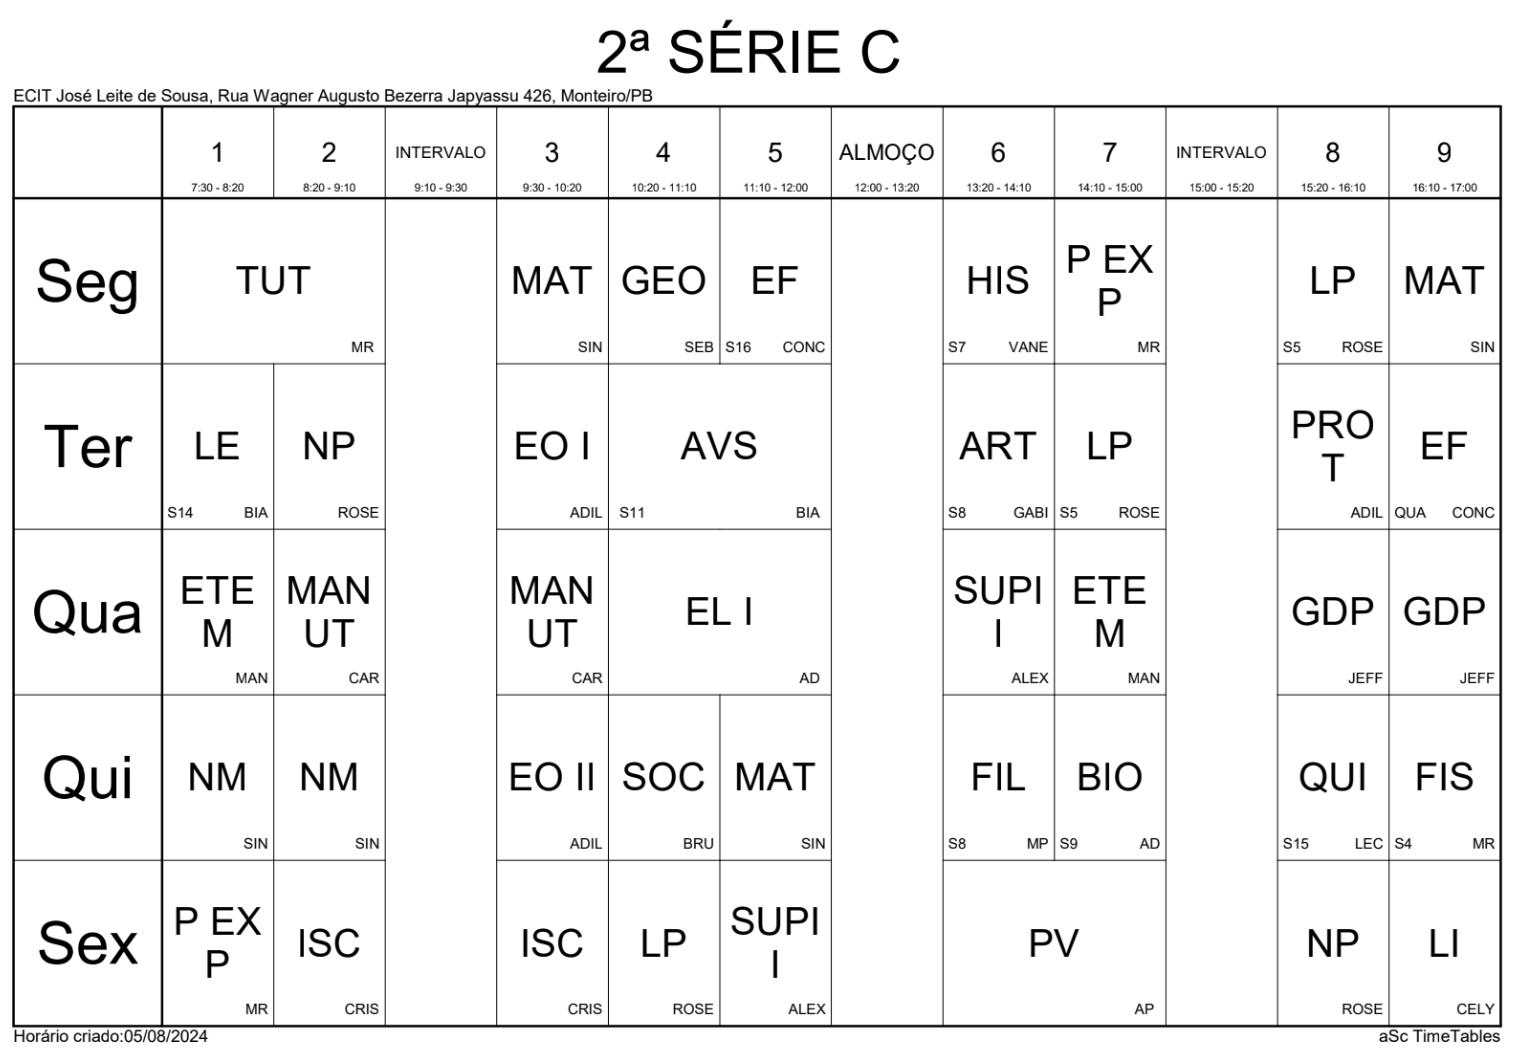 2ª SÉRIE C
ECIT José Leite de Sousa, Rua Wagner Augusto Bezerra Japyassu 426, Monteiro/PB
1 2 INTERVALO 3 4 5 ALMOÇO 6 7 INTERVALO 8 9
7:30 - 8:20 8:20 - 9:10 9:10 - 9:30 9:30 - 10:20 10:20 - 11:10 11:10 - 12:00 12:00 - 13:20 13:20 - 14:10 14:10 - 15:00 15:00 - 15:20 15:20 - 16:10 16:10 - 17:00
Seg TUT MAT GEO EF HIS P EX LP MAT
P
MR SIN SEB S16 CONC S7 VANE MR S5 ROSE SIN
Ter LE NP EO I AVS ART LP PRO EF
T
S14 BIA ROSE ADIL S11 BIA S8 GABI S5 ROSE ADIL QUA CONC
Qua ETE MAN MAN EL I SUPI ETE GDP GDP
M UT UT I M
MAN CAR CAR AD ALEX MAN JEFF JEFF
Qui NM NM EO II SOC MAT FIL BIO QUI FIS
SIN SIN ADIL BRU SIN S8 MP S9 AD S15 LEC S4 MR
Sex P EX ISC ISC LP SUPI PV NP LI
P I
MR CRIS CRIS ROSE ALEX AP ROSE CELY
Horário criado:05/08/2024 aSc TimeTables